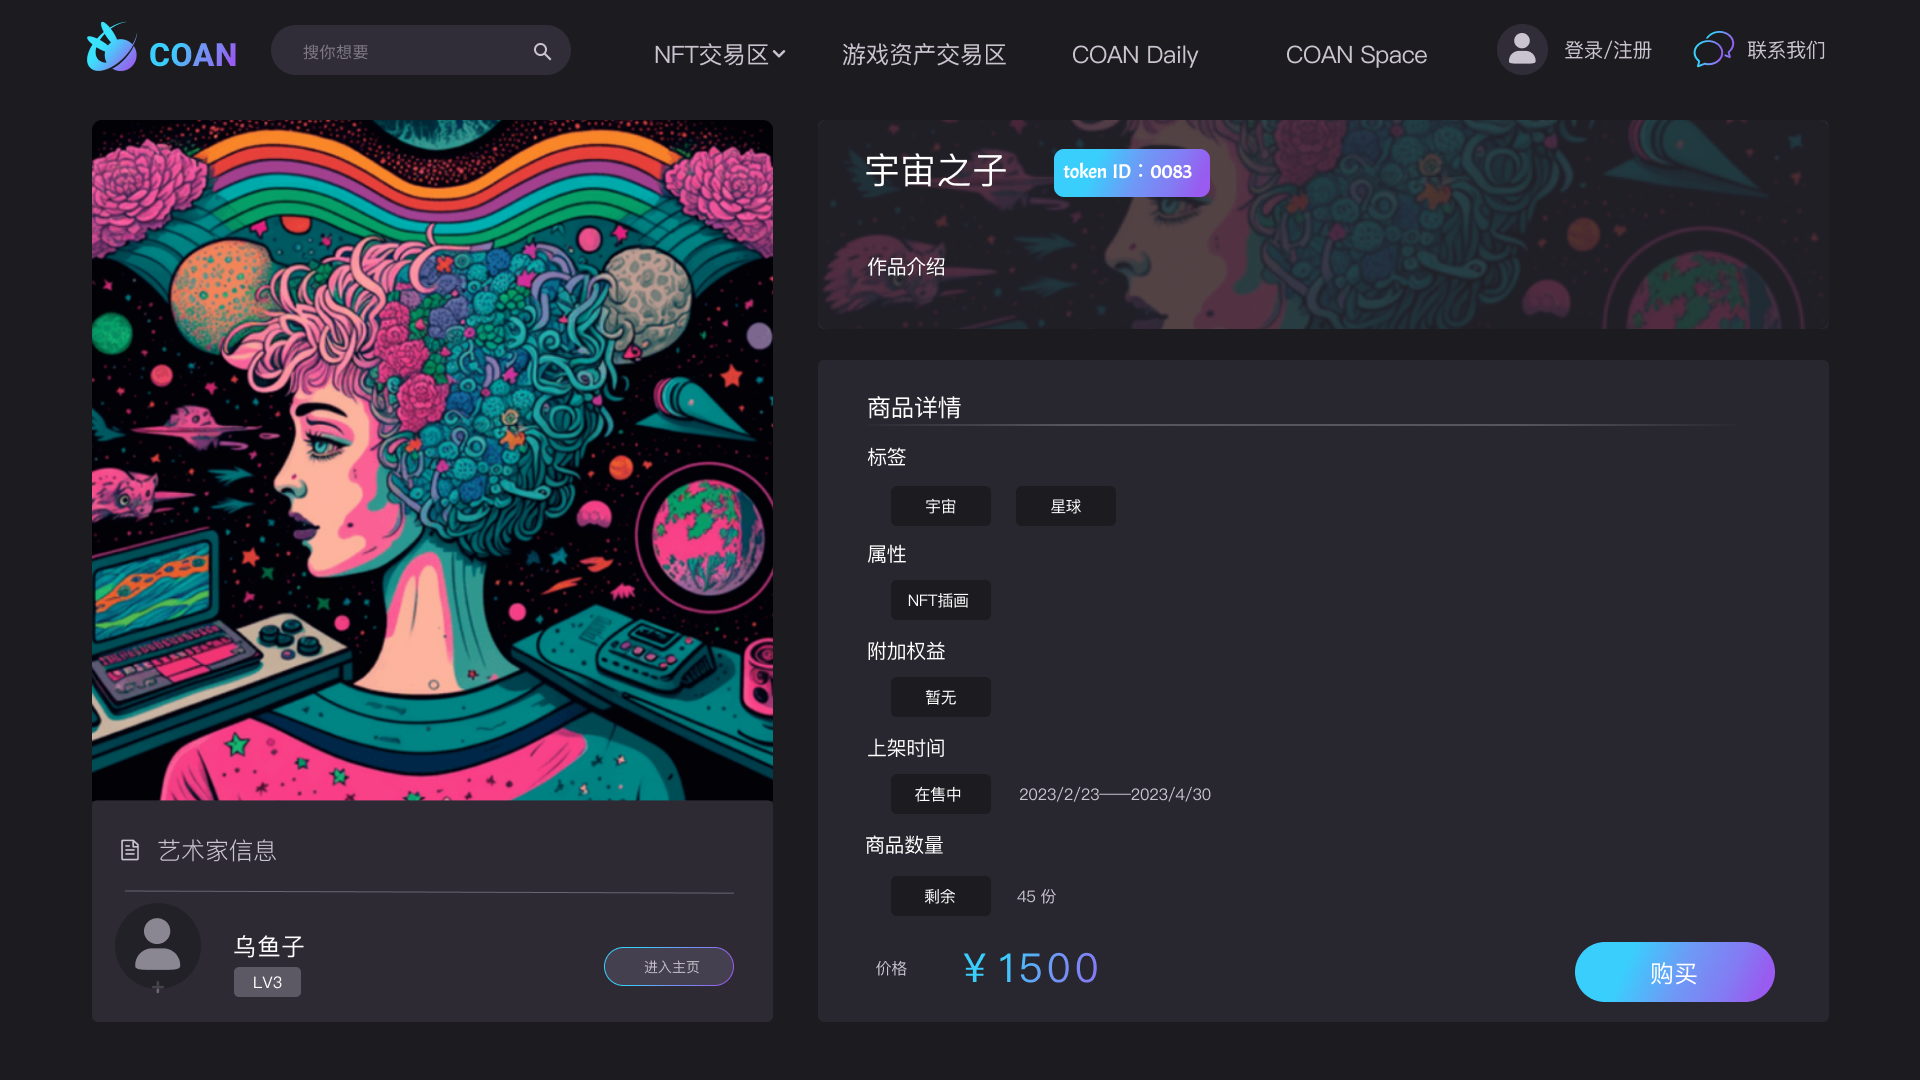 COAN
搜你想要
NFT交易区
游戏资产交易区
COAN Daily
COAN Space
登录/注册
联系我们
宇宙之子
token ID：0083
作品介绍
商品详情
标签
宇宙
星球
属性
NFT插画
附加权益
暂无
上架时间
在售中
2023/2/23——2023/4/30
商品数量
剩余
45 份
价格
¥ 1500
购买
艺术家信息
乌鱼子
LV3
进入主页